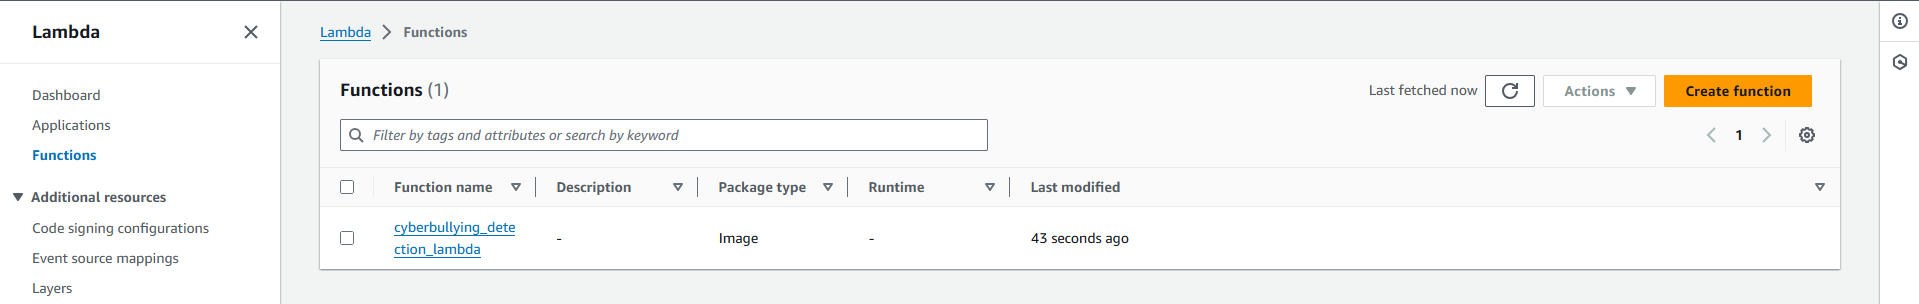 Lambda
Dashboard
Applications
Functions
Additional resources
Code signing configurations
Event source mappings
Layers
Lambda Functions
Functions (1)
Last fetched now
Actions
Create function
Filter by tags and attributes or search by keyword
1
Function name Description Package type Runtime Last modified
cyberbullying_dete
ction_lambda
- Image - 43 seconds ago